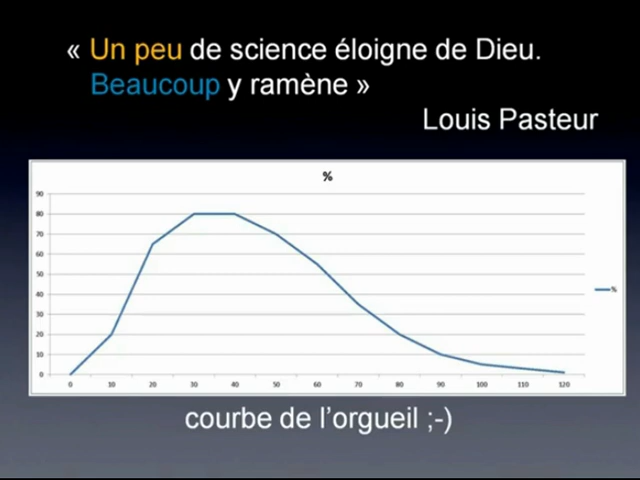 « Un peu de science éloigne de Dieu.
Beaucoup y ramène »
Louis Pasteur
%
90
80
70
60
50
40
30
20
10
0
0 10 20 30 40 50 60 70 80 90 100 110 120
%
courbe de l'orgueil ;-)